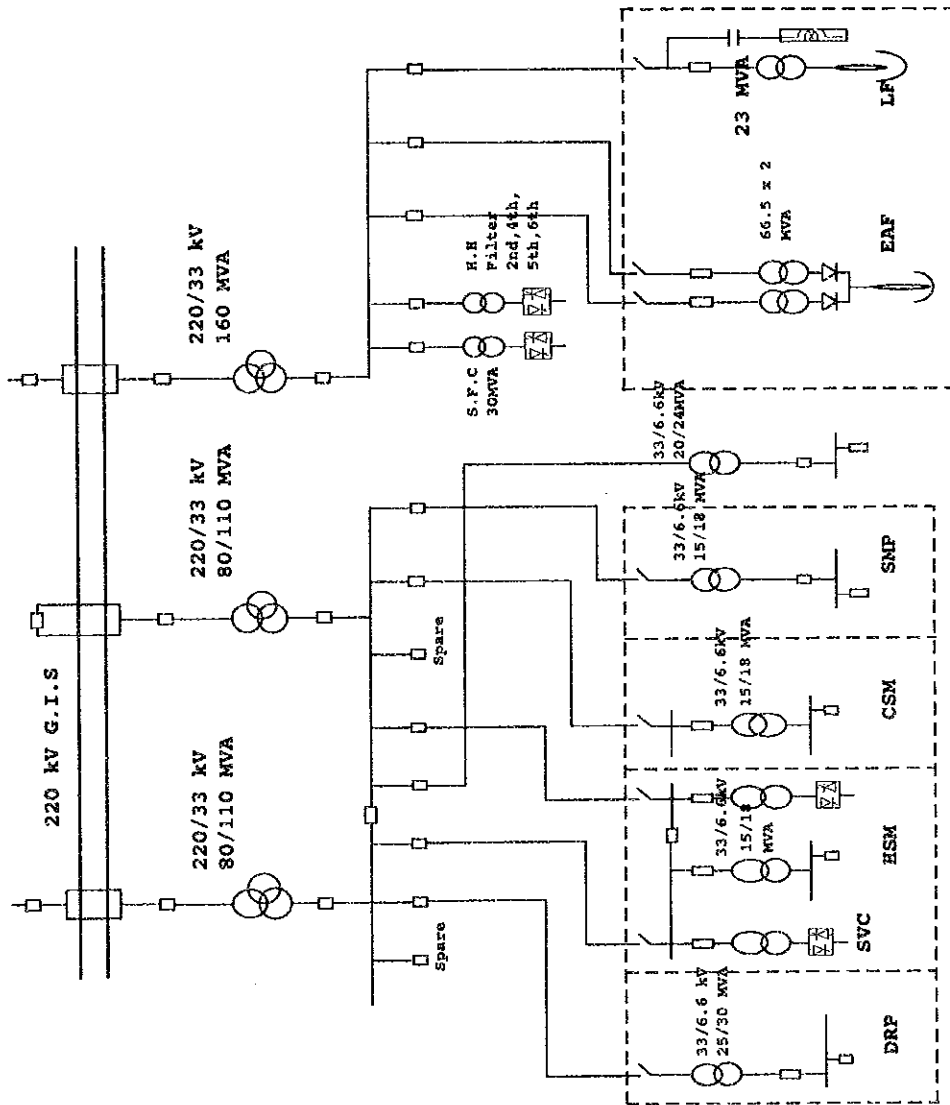 220 kV G.I.S
220/33 kV
80/110 MVA
220/33 kV
80/110 MVA
220/33 kV
160 MVA
Spare
Spare
S.F.C
30MVA
H.H
Filter
2nd,4th,
5th,6th
33/6.6 kV
25/30 MVA
33/6.6kV
15/18
MVA
33/6.6kV
15/18 MVA
33/6.6kV
15/18 MVA
33/6.6kV
20/24MVA
66.5 x 2
MVA
23 MVA
DRP
SVC
HSM
CSM
SMP
EAF
LF